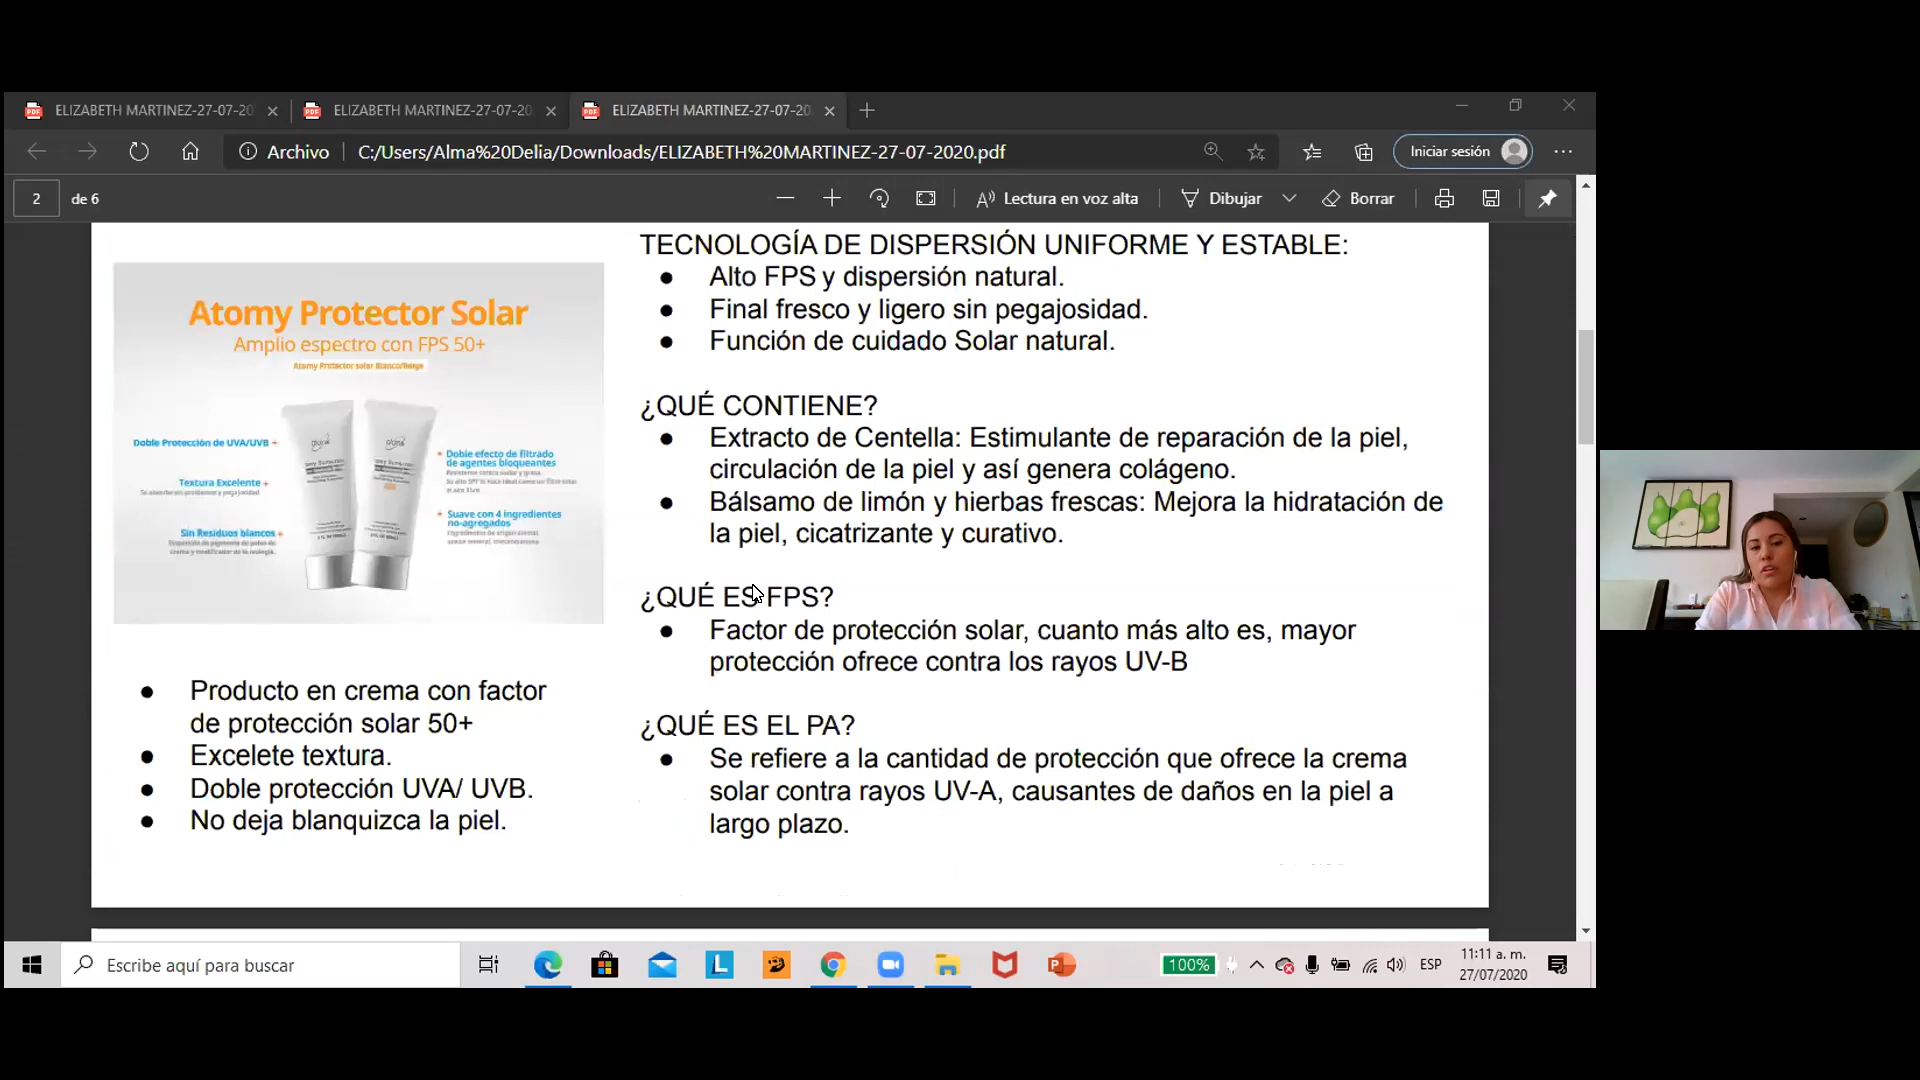 ELIZABETH MARTINEZ-27-07-20
ELIZABETH MARTINEZ-27-07-20
ELIZABETH MARTINEZ-27-07-20
Archivo
C:/Users/Alma%20Delia/Downloads/ELIZABETH%20MARTINEZ-27-07-2020.pdf
Iniciar sesión
2
de 6
Lectura en voz alta
Dibujar
Borrar
Atomy Protector Solar
Amplio espectro con FPS 50+
Atomy Protector solar Blanco/Beige
Doble Protección de UVA/UVB +
Textura Excelente +
Sin Residuos blancos +
+ Doble efecto de filtrado
de agentes bloqueantes
+ Suave con 4 ingredientes
no-agregados
● Producto en crema con factor
de protección solar 50+
● Excelete textura.
● Doble protección UVA/ UVB.
● No deja blanquizca la piel.
TECNOLOGÍA DE DISPERSIÓN UNIFORME Y ESTABLE:
● Alto FPS y dispersión natural.
● Final fresco y ligero sin pegajosidad.
● Función de cuidado Solar natural.
¿QUÉ CONTIENE?
● Extracto de Centella: Estimulante de reparación de la piel,
circulación de la piel y así genera colágeno.
● Bálsamo de limón y hierbas frescas: Mejora la hidratación de
la piel, cicatrizante y curativo.
¿QUÉ ES FPS?
● Factor de protección solar, cuanto más alto es, mayor
protección ofrece contra los rayos UV-B
¿QUÉ ES EL PA?
● Se refiere a la cantidad de protección que ofrece la crema
solar contra rayos UV-A, causantes de daños en la piel a
largo plazo.
Escribe aquí para buscar
100%
ESP
11:11 a. m.
27/07/2020